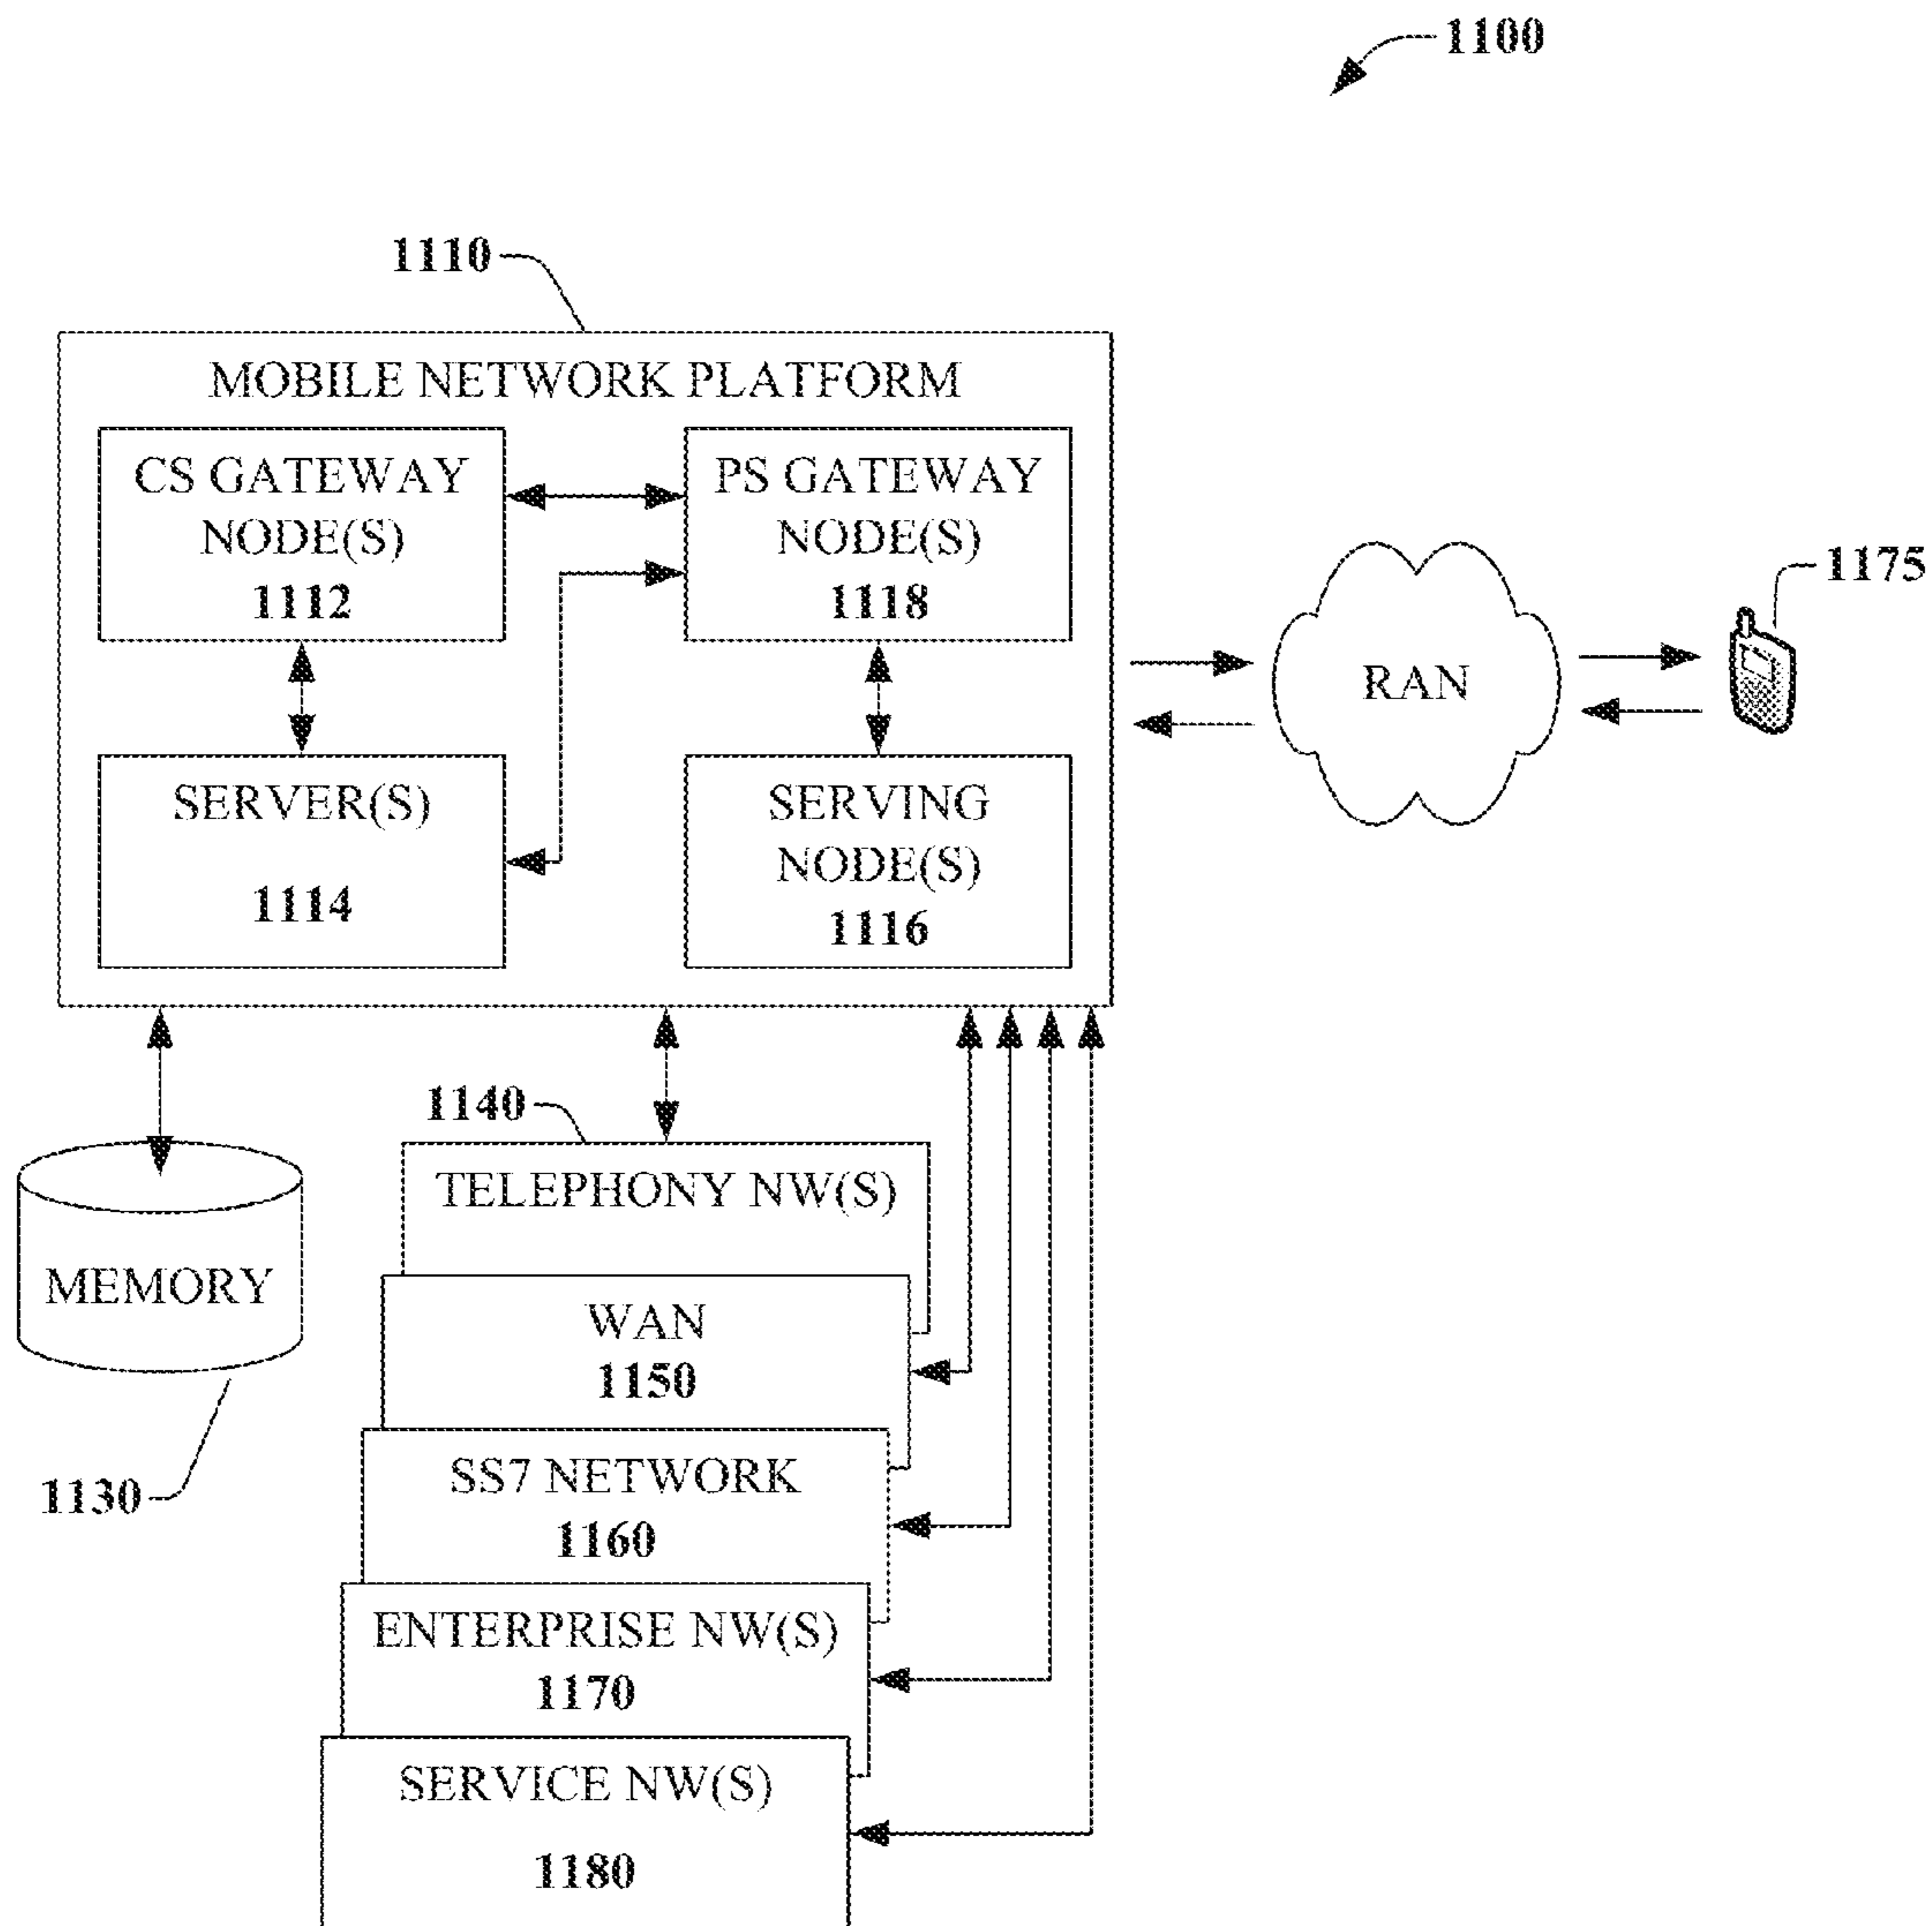 1100
1110
MOBILE NETWORK PLATFORM
CS GATEWAY
NODE(S)
1112
PS GATEWAY
NODE(S)
1118
SERVER(S)
1114
SERVING
NODE(S)
1116
RAN
1175
1140
TELEPHONY NW(S)
MEMORY
1130
WAN
1150
SS7 NETWORK
1160
ENTERPRISE NW(S)
1170
SERVICE NW(S)
1180